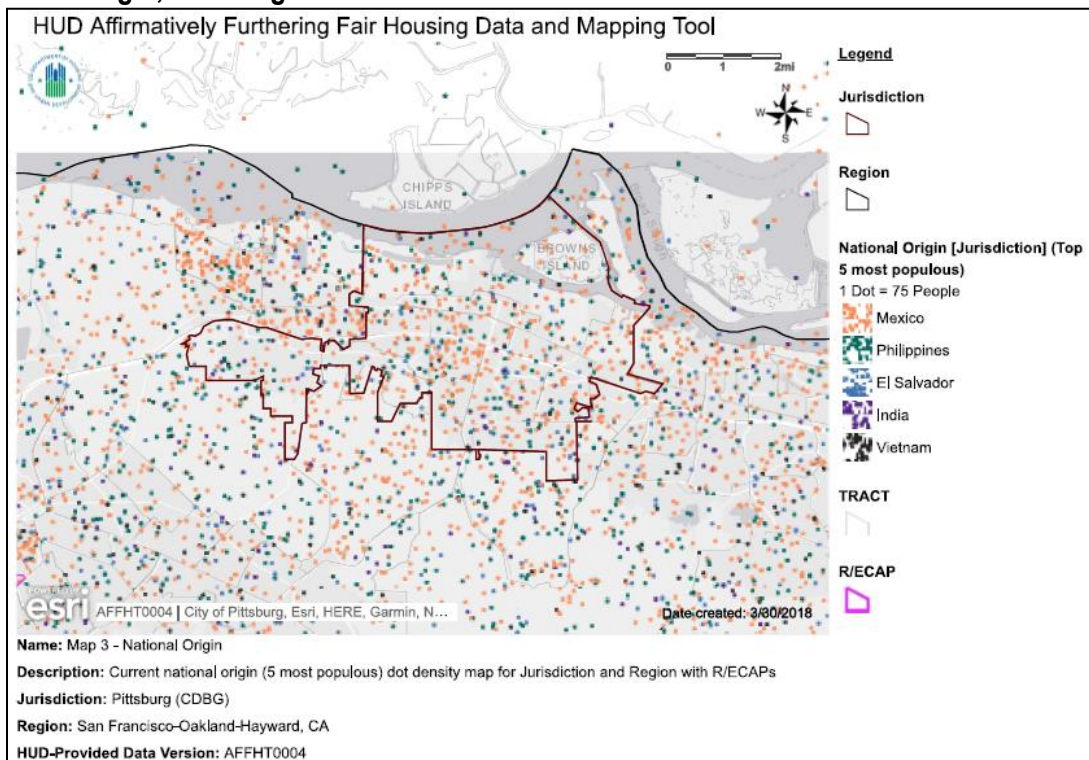 HUD Affirmatively Furthering Fair Housing Data and Mapping Tool
0 1 2mi
N
W E
S
CHIPPS
ISLAND
BROWNS
ISLAND
Legend
Jurisdiction
Region
National Origin [Jurisdiction] (Top
5 most populous)
1 Dot = 75 People
Mexico
Philippines
El Salvador
India
Vietnam
TRACT
R/ECAP
POWERED BY
esri
AFFHT0004 | City of Pittsburg, Esri, HERE, Garmin, N...
Date created: 3/30/2018
Name: Map 3 - National Origin
Description: Current national origin (5 most populous) dot density map for Jurisdiction and Region with R/ECAPs
Jurisdiction: Pittsburg (CDBG)
Region: San Francisco-Oakland-Hayward, CA
HUD-Provided Data Version: AFFHT0004